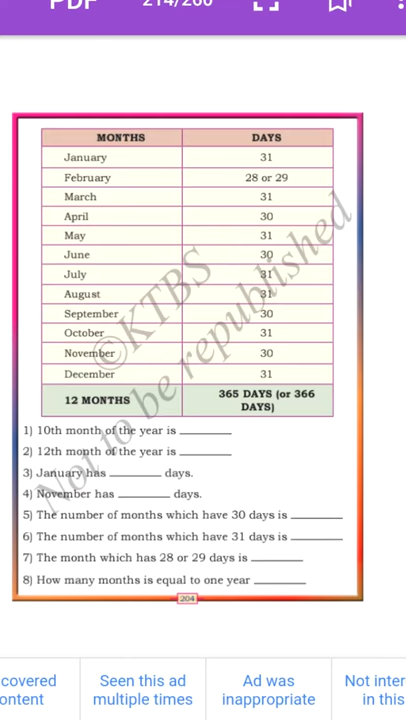 PDF 214/260
MONTHS DAYS
January 31
February 28 or 29
March 31
April 30
May 31
June 30
July 31
August 31
September 30
October 31
November 30
December 31
12 MONTHS 365 DAYS (or 366 DAYS)
©KTBS
Not to be republished
1) 10th month of the year is ________
2) 12th month of the year is ________
3) January has ________ days.
4) November has ________ days.
5) The number of months which have 30 days is ________
6) The number of months which have 31 days is ________
7) The month which has 28 or 29 days is ________
8) How many months is equal to one year ________
204
covered
ontent
Seen this ad
multiple times
Ad was
inappropriate
Not inter
in this